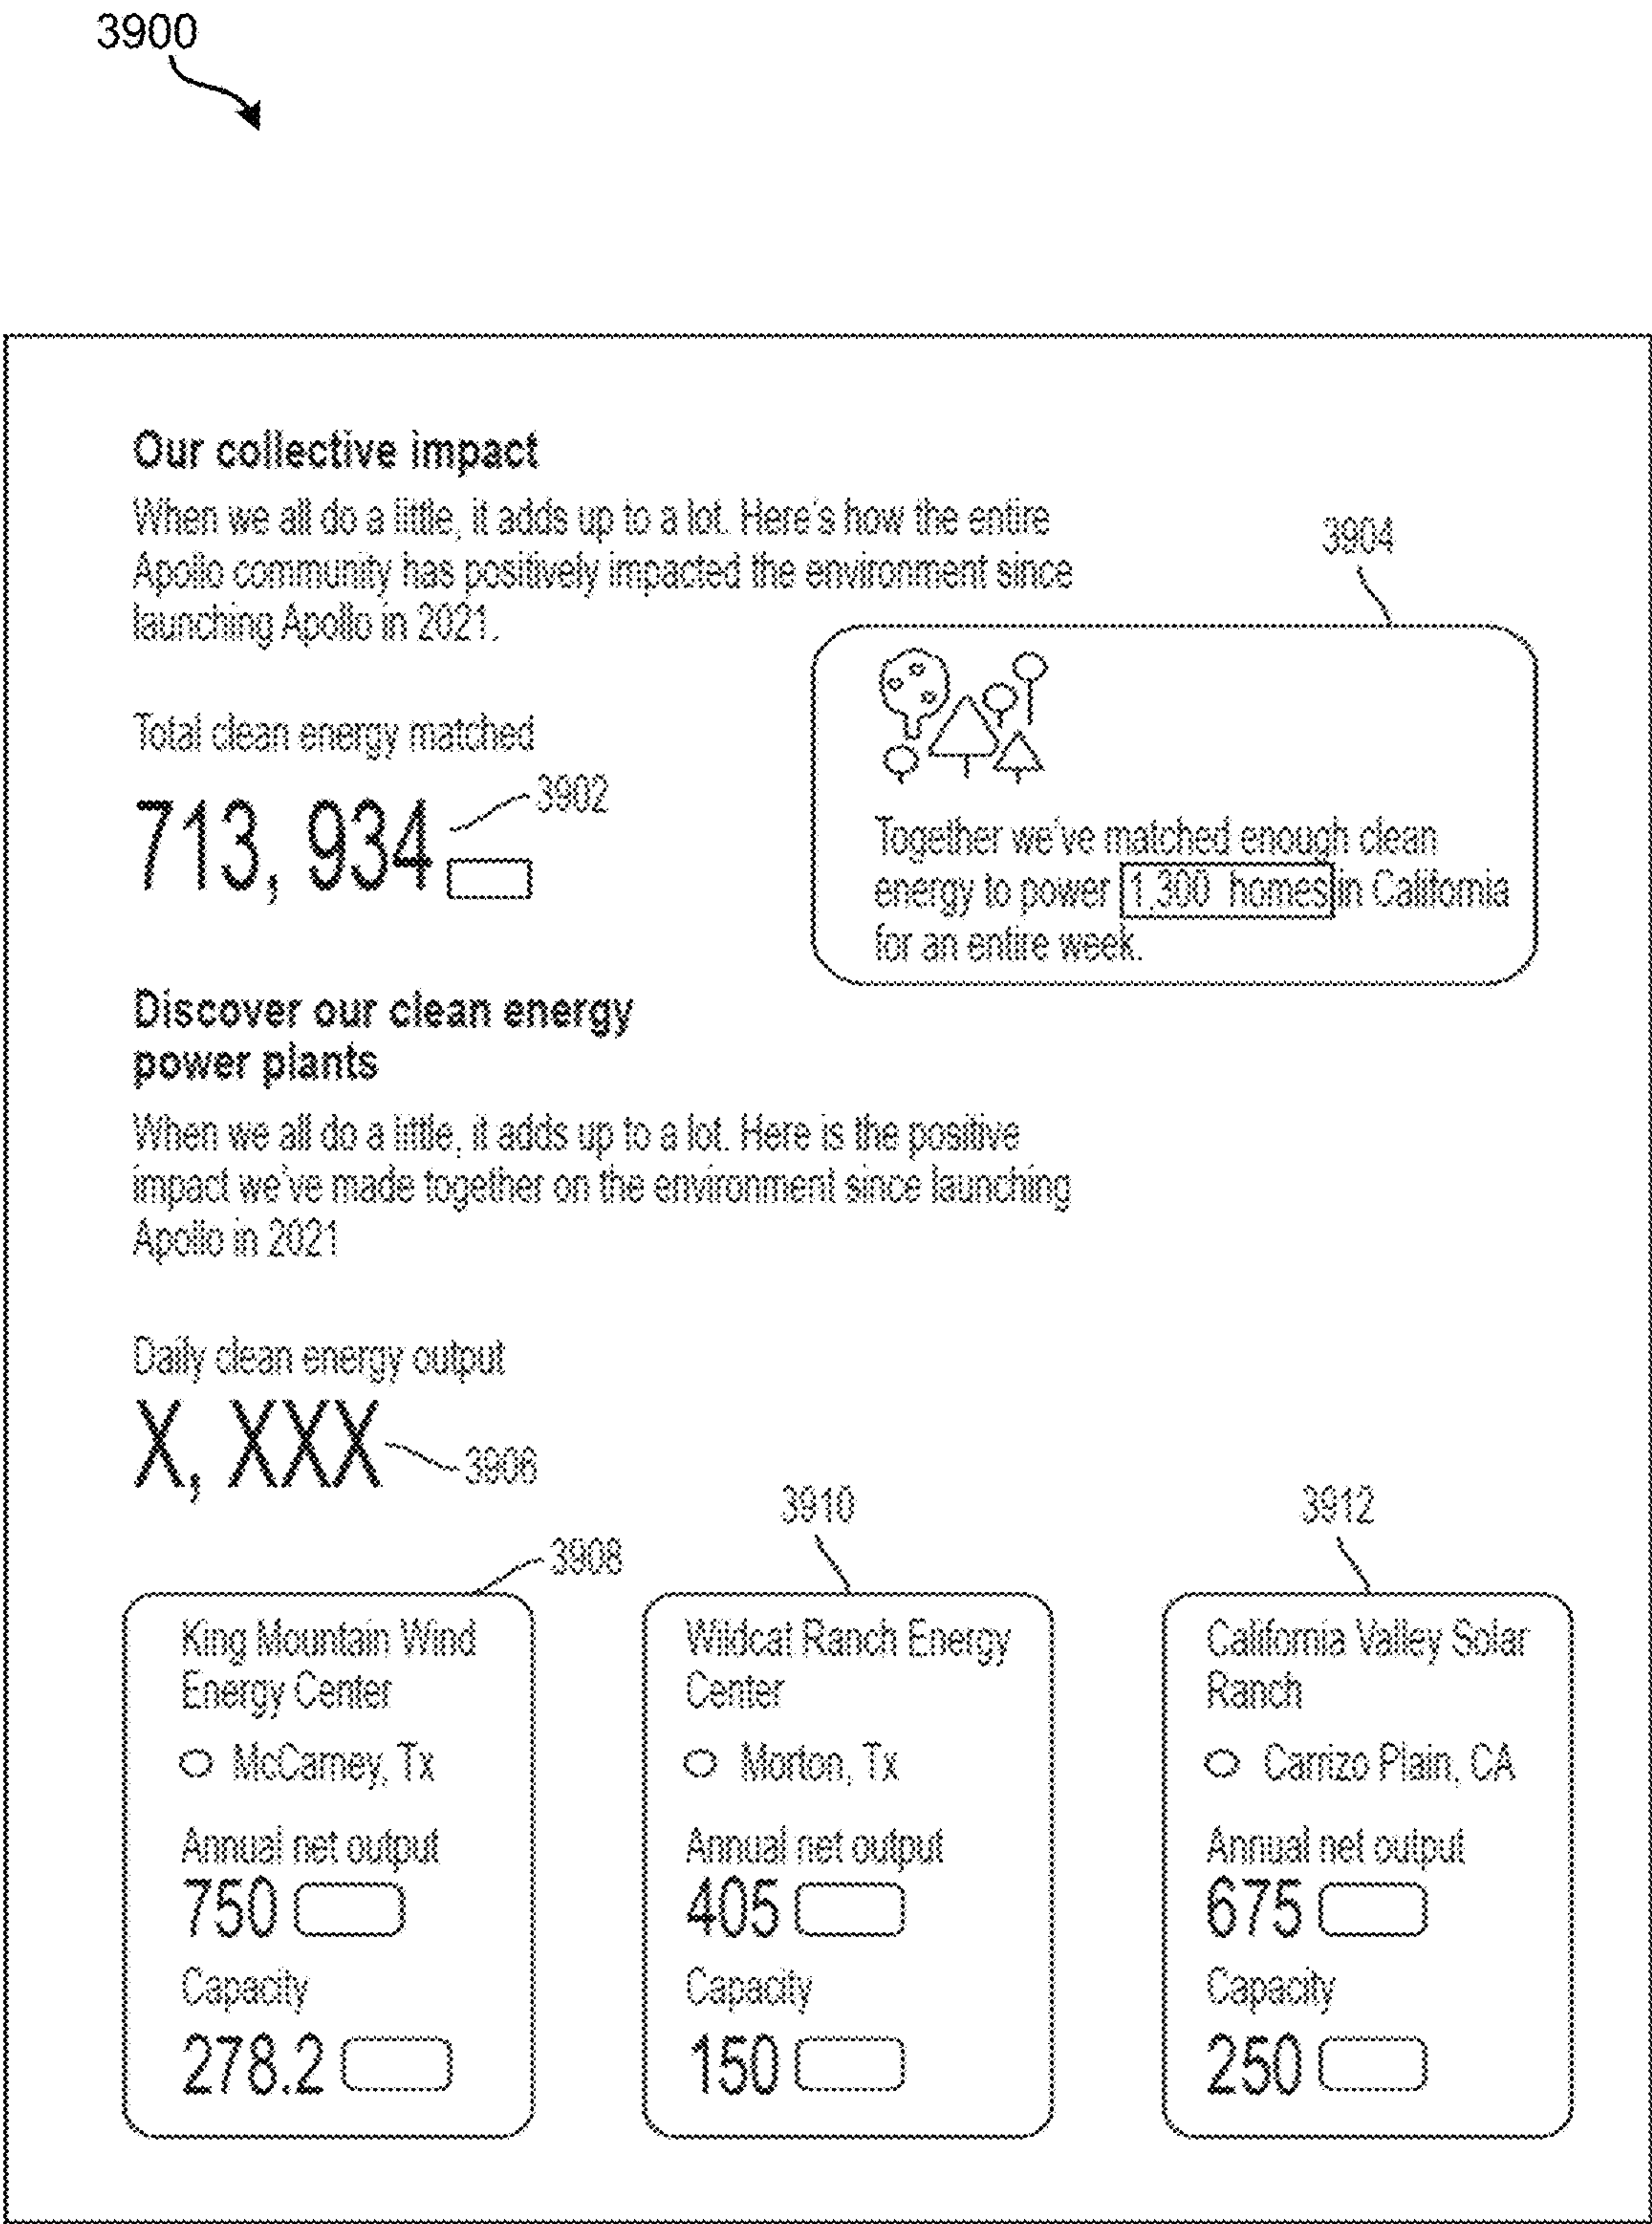 3900
Our collective impact
When we all do a little, it adds up to a lot. Here's how the entire
Apollo community has positively impacted the environment since
launching Apollo in 2021.
3904
Total clean energy matched
713, 934
3902
Together we've matched enough clean
energy to power 1,300 homes in California
for an entire week.
Discover our clean energy
power plants
When we all do a little, it adds up to a lot. Here is the positive
impact we've made together on the environment since launching
Apollo in 2021
Daily clean energy output
X, XXX
3906
3908
King Mountain Wind
Energy Center
McCarney, Tx
Annual net output
750
Capacity
278.2
3910
Wildcat Ranch Energy
Center
Morton, Tx
Annual net output
405
Capacity
150
3912
California Valley Solar
Ranch
Carrizo Plain, CA
Annual net output
675
Capacity
250